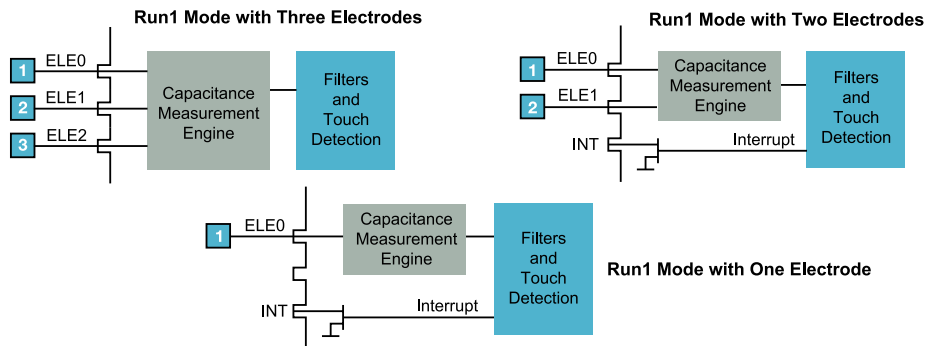 Run1 Mode with Three Electrodes
1 ELE0
2 ELE1
3 ELE2
Capacitance
Measurement
Engine
Filters
and
Touch
Detection
Run1 Mode with Two Electrodes
1 ELE0
2 ELE1
INT
Capacitance
Measurement
Engine
Interrupt
Filters
and
Touch
Detection
1 ELE0
INT
Capacitance
Measurement
Engine
Interrupt
Filters
and
Touch
Detection
Run1 Mode with One Electrode